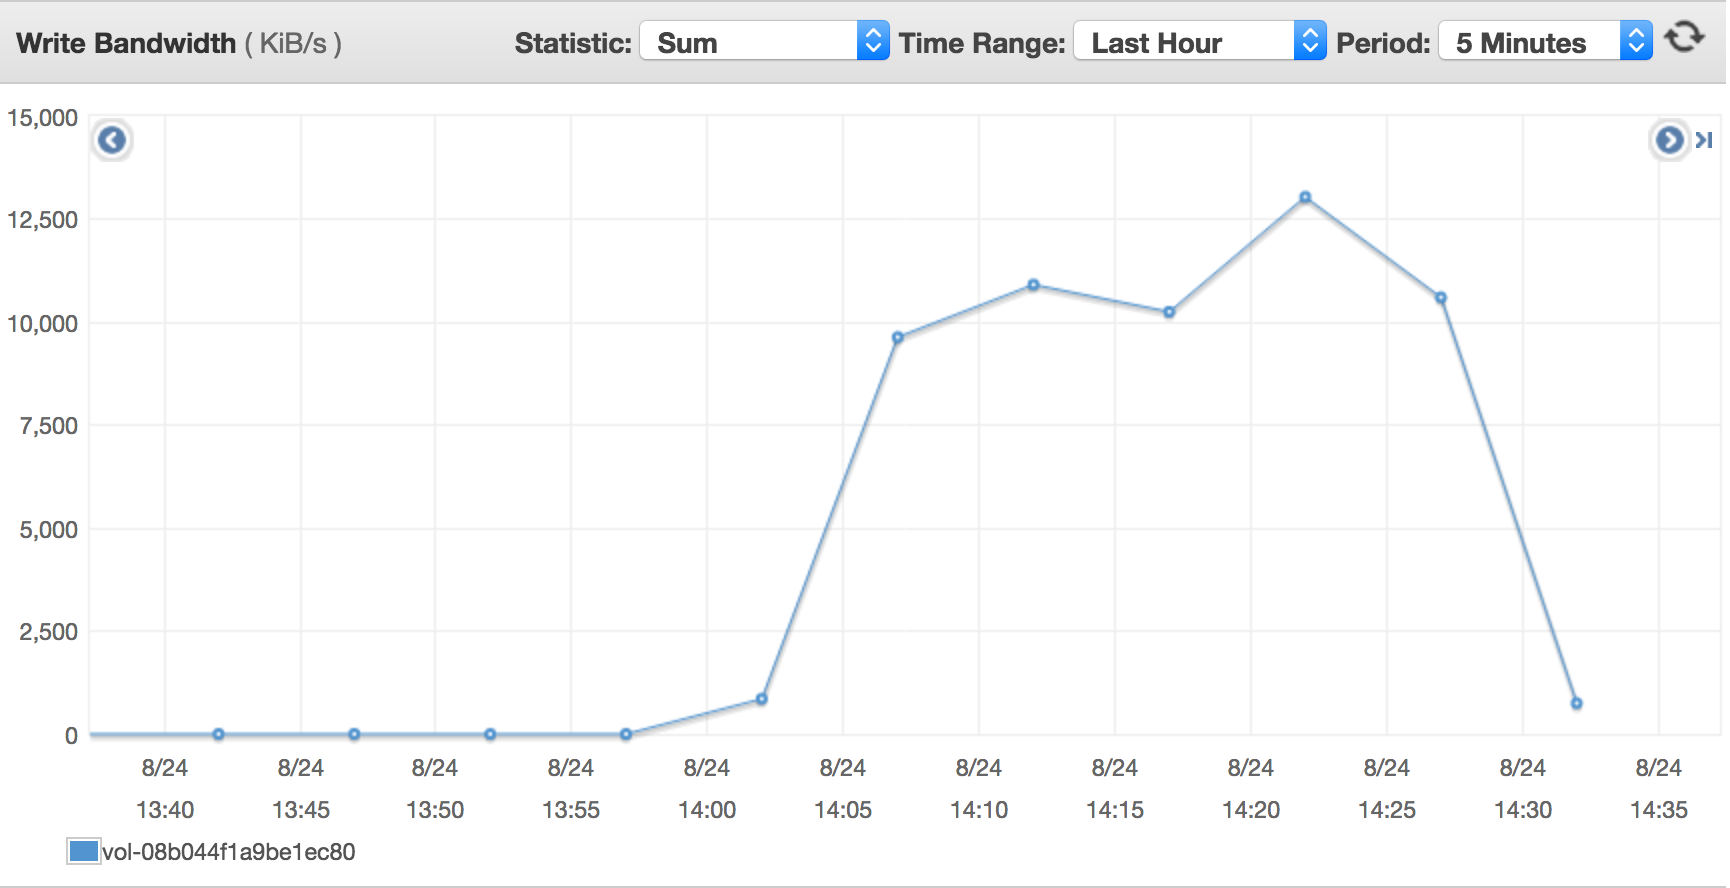 Write Bandwidth ( KiB/s ) Statistic: Sum Time Range: Last Hour Period: 5 Minutes
15,000
12,500
10,000
7,500
5,000
2,500
0
8/24 8/24 8/24 8/24 8/24 8/24 8/24 8/24 8/24 8/24 8/24 8/24
13:40 13:45 13:50 13:55 14:00 14:05 14:10 14:15 14:20 14:25 14:30 14:35
vol-08b044f1a9be1ec80